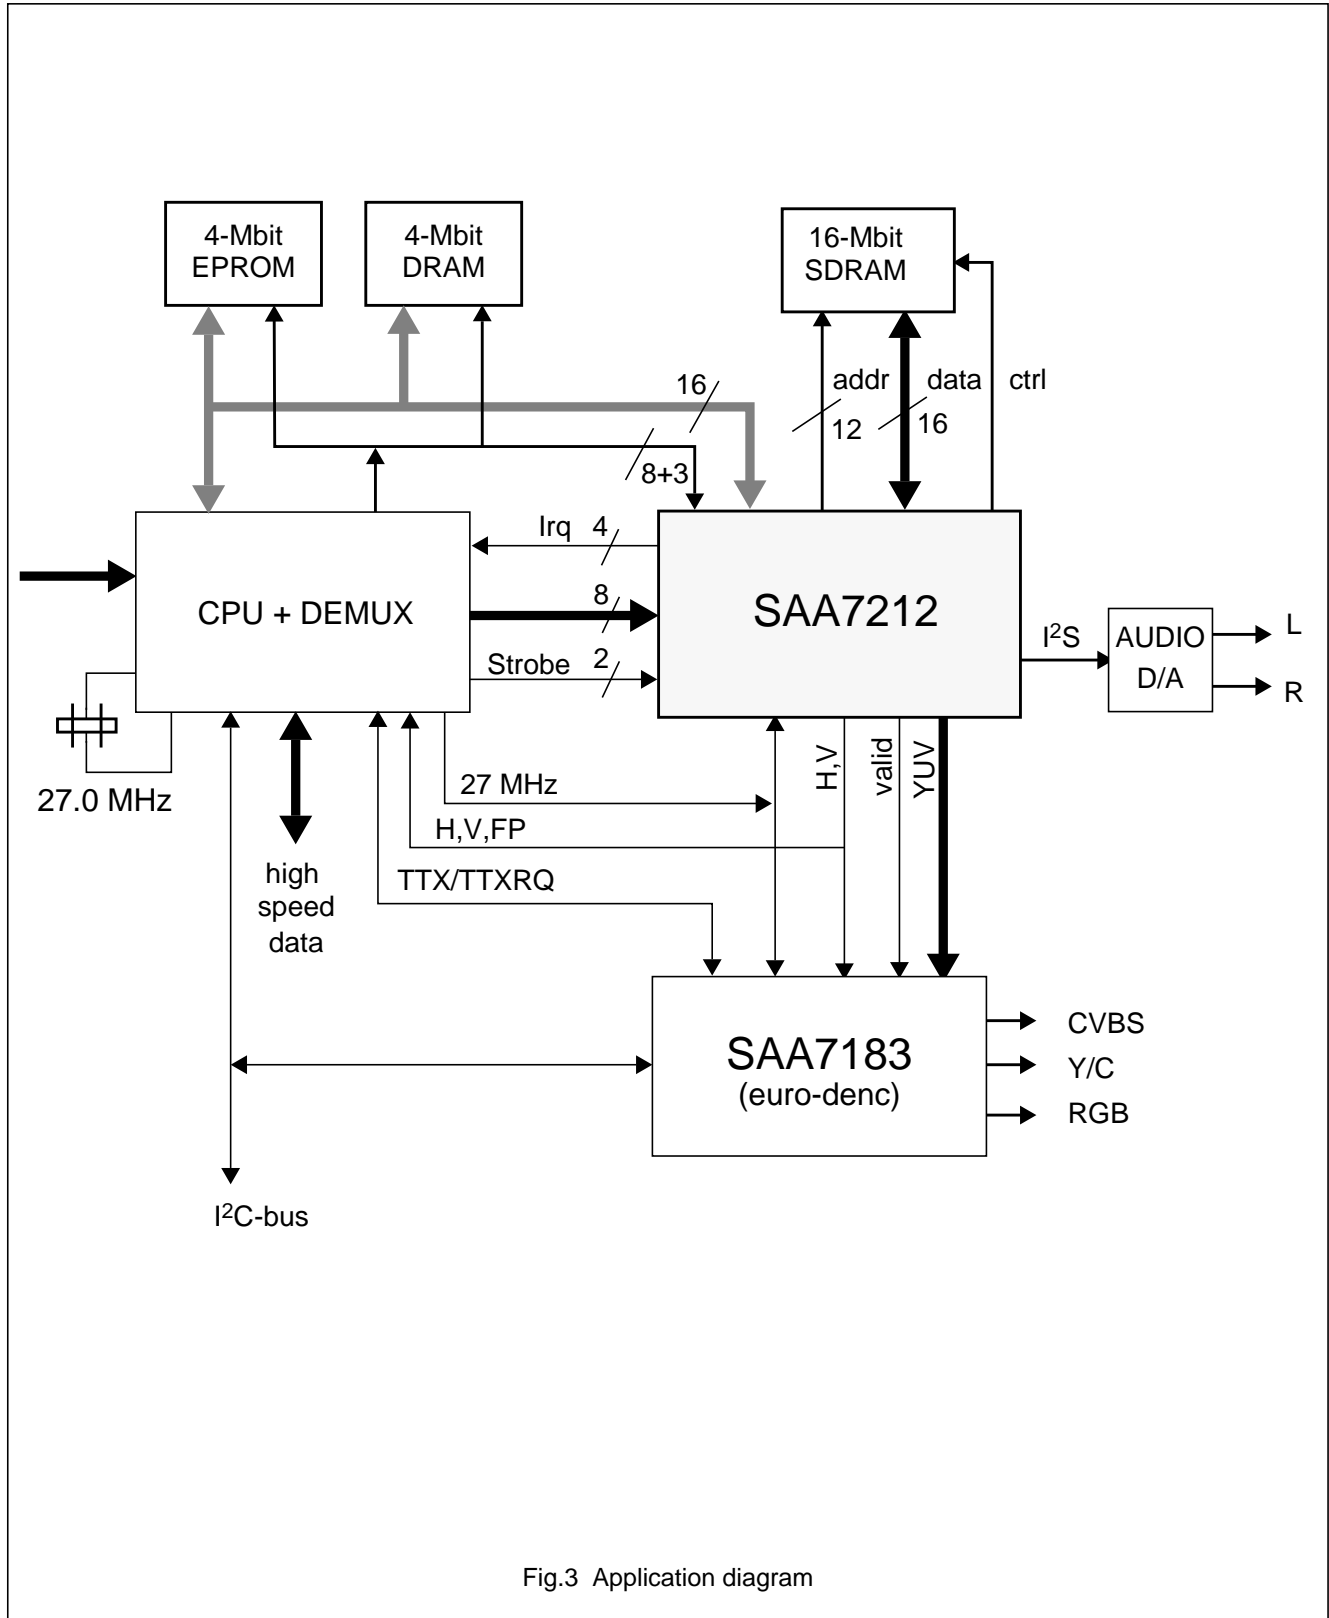 4-Mbit
EPROM
4-Mbit
DRAM
16-Mbit
SDRAM
16
addr
data
ctrl
12
16
8+3
Irq
4
CPU + DEMUX
8
SAA7212
Strobe
2
I²S
AUDIO
D/A
L
R
27.0 MHz
27 MHz
H,V
valid
YUV
H,V,FP
TTX/TTXRQ
high
speed
data
SAA7183
(euro-denc)
CVBS
Y/C
RGB
I²C-bus
Fig.3 Application diagram